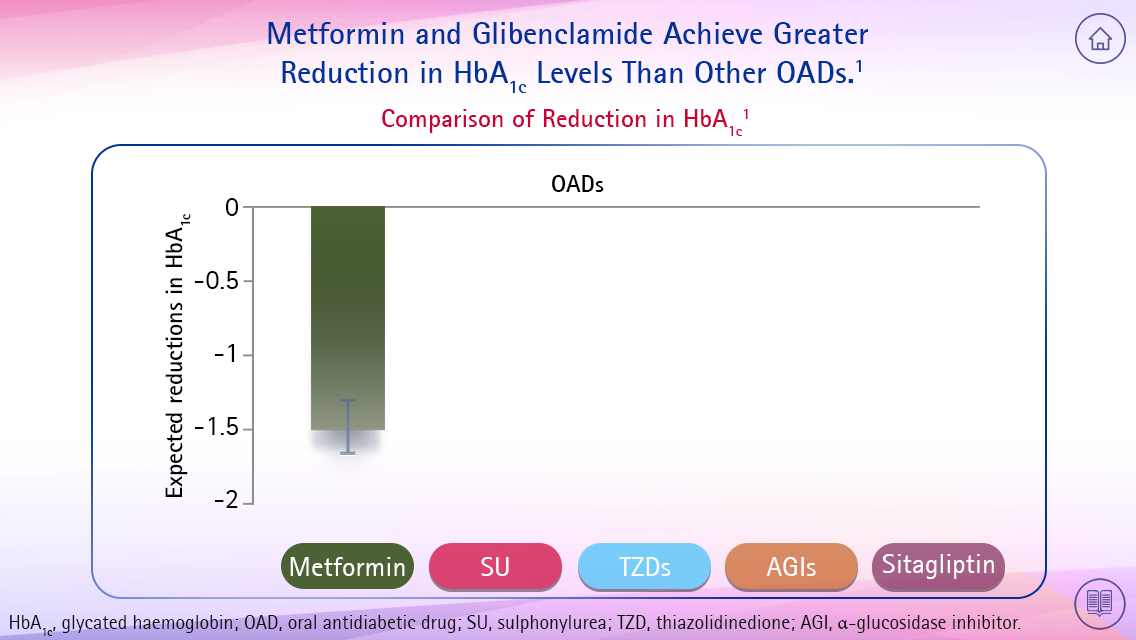 Metformin and Glibenclamide Achieve Greater
Reduction in HbA1c Levels Than Other OADs.1
Comparison of Reduction in HbA1c1
OADs
Expected reductions in HbA1c
0
-0.5
-1
-1.5
-2
Metformin
SU
TZDs
AGIs
Sitagliptin
HbA1c, glycated haemoglobin; OAD, oral antidiabetic drug; SU, sulphonylurea; TZD, thiazolidinedione; AGI, α-glucosidase inhibitor.